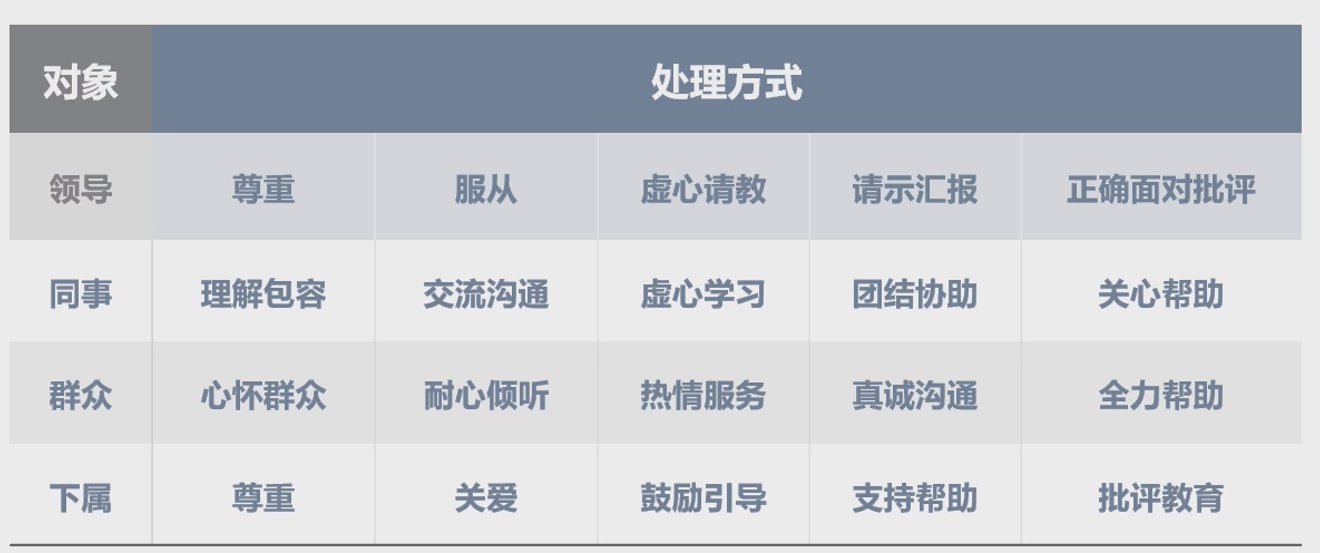 对象 处理方式
领导 尊重 服从 虚心请教 请示汇报 正确面对批评
同事 理解包容 交流沟通 虚心学习 团结协助 关心帮助
群众 心怀群众 耐心倾听 热情服务 真诚沟通 全力帮助
下属 尊重 关爱 鼓励引导 支持帮助 批评教育